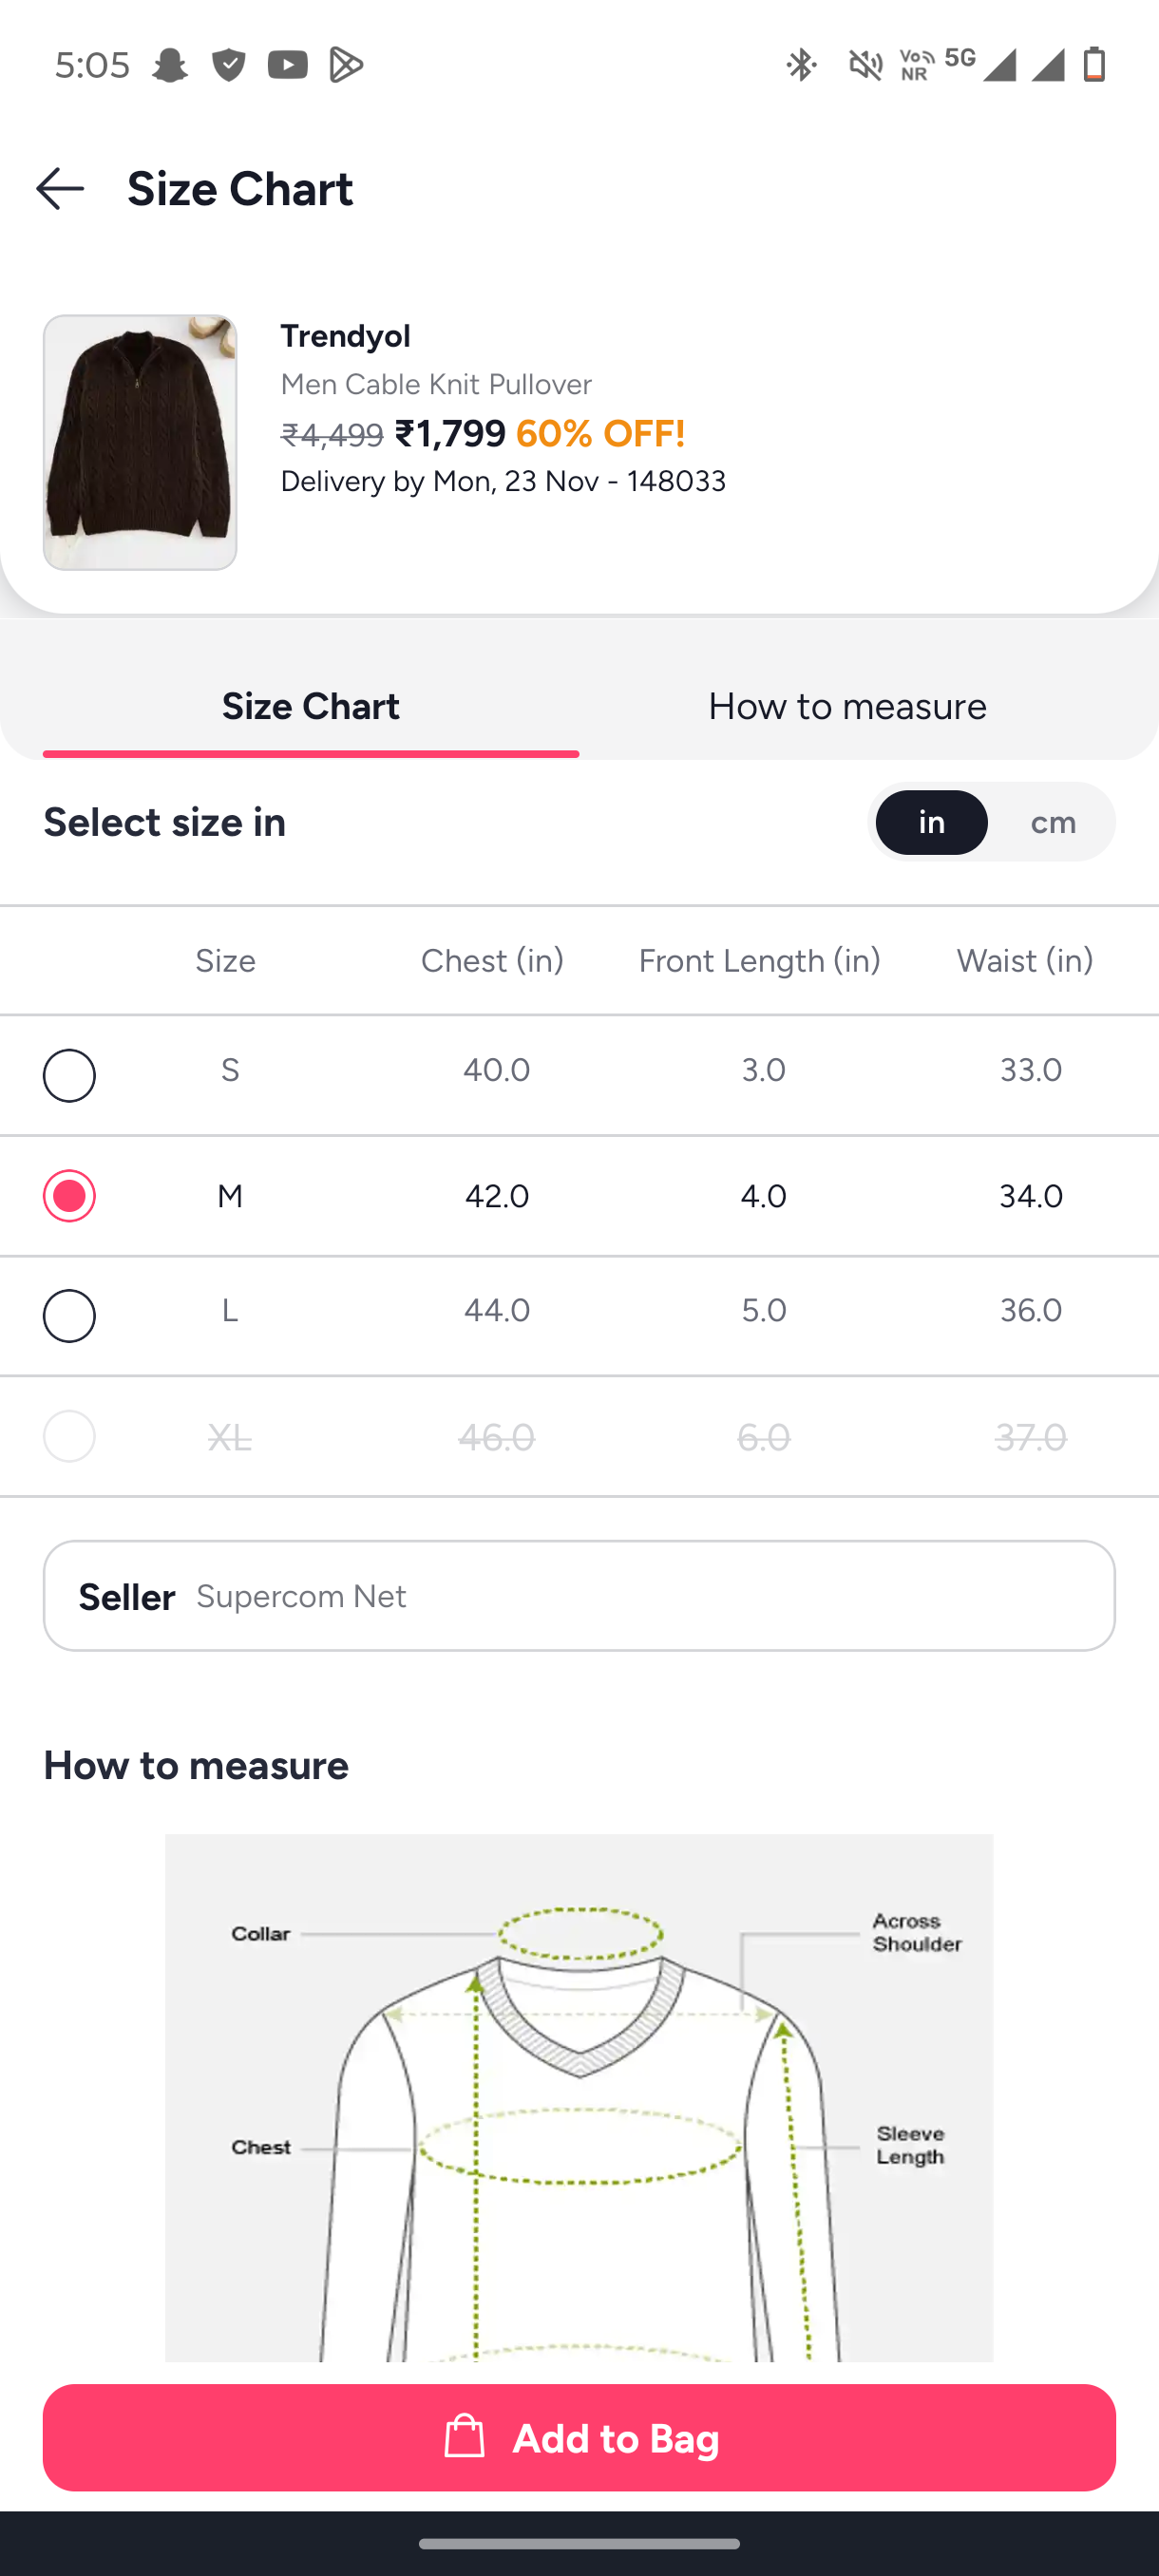 5:05
Vo NR 5G
Size Chart
Trendyol
Men Cable Knit Pullover
₹4,499 ₹1,799 60% OFF!
Delivery by Mon, 23 Nov - 148033
Size Chart How to measure
Select size in in cm
Size Chest (in) Front Length (in) Waist (in)
S 40.0 3.0 33.0
M 42.0 4.0 34.0
L 44.0 5.0 36.0
XL 46.0 6.0 37.0
Seller Supercom Net
How to measure
Collar
Across
Shoulder
Chest
Sleeve
Length
Add to Bag